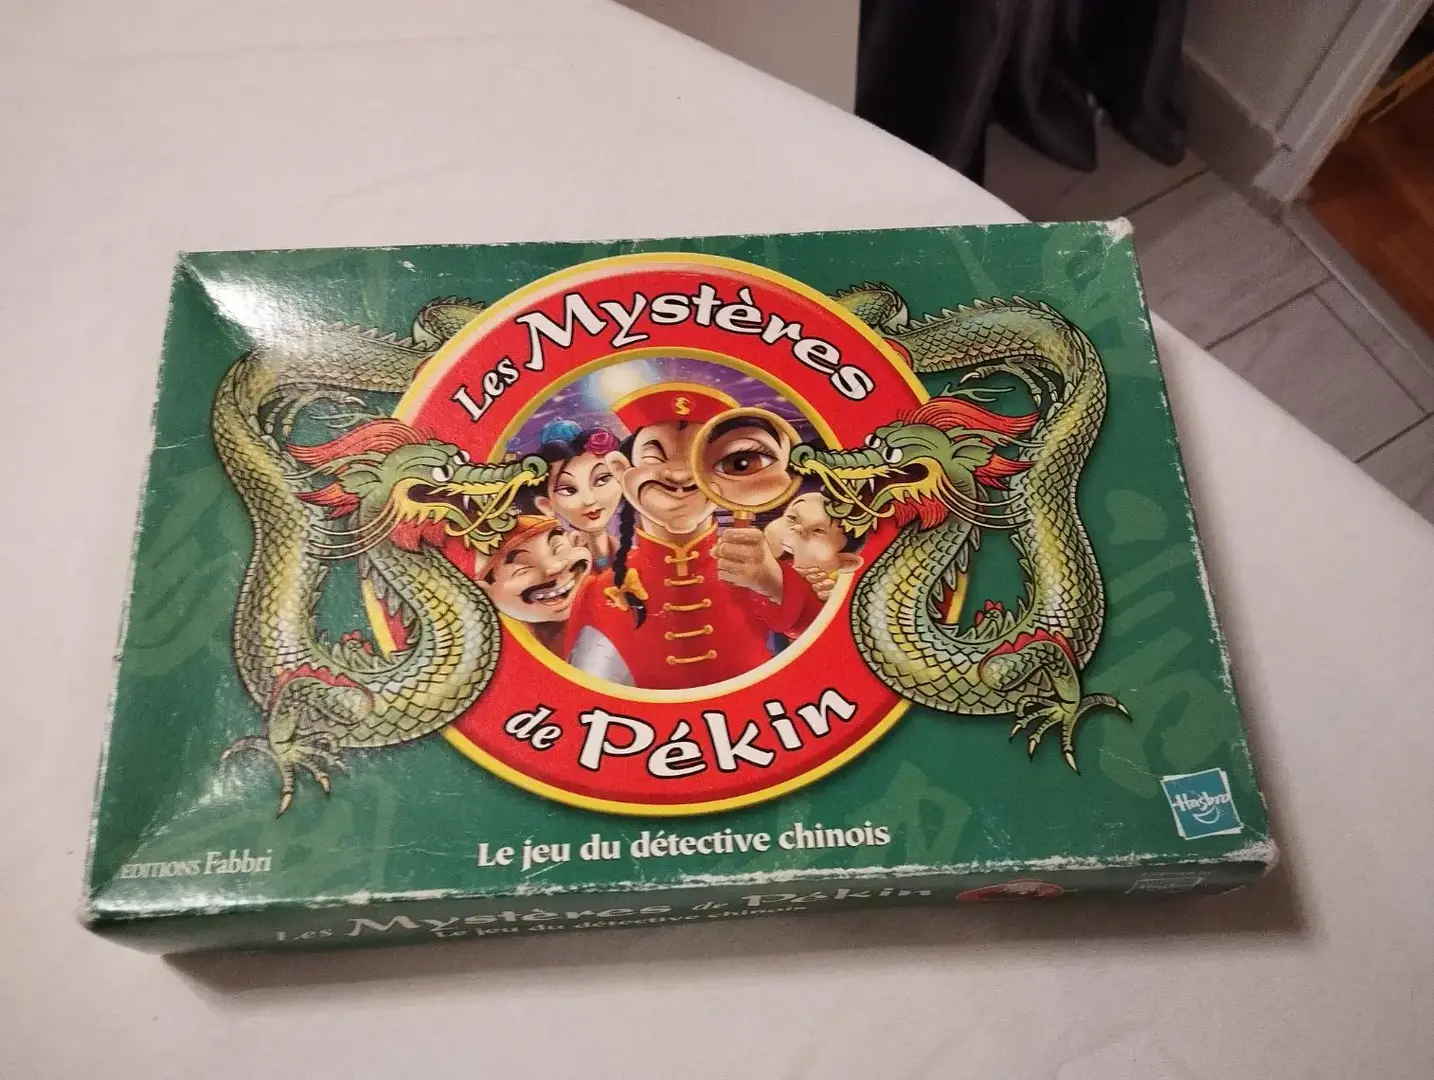 Les Mystères
de Pékin
Le jeu du détective chinois
EDITIONS Fabbri
Hasbro
Les Mystères de Pékin
Le jeu du détective chinois